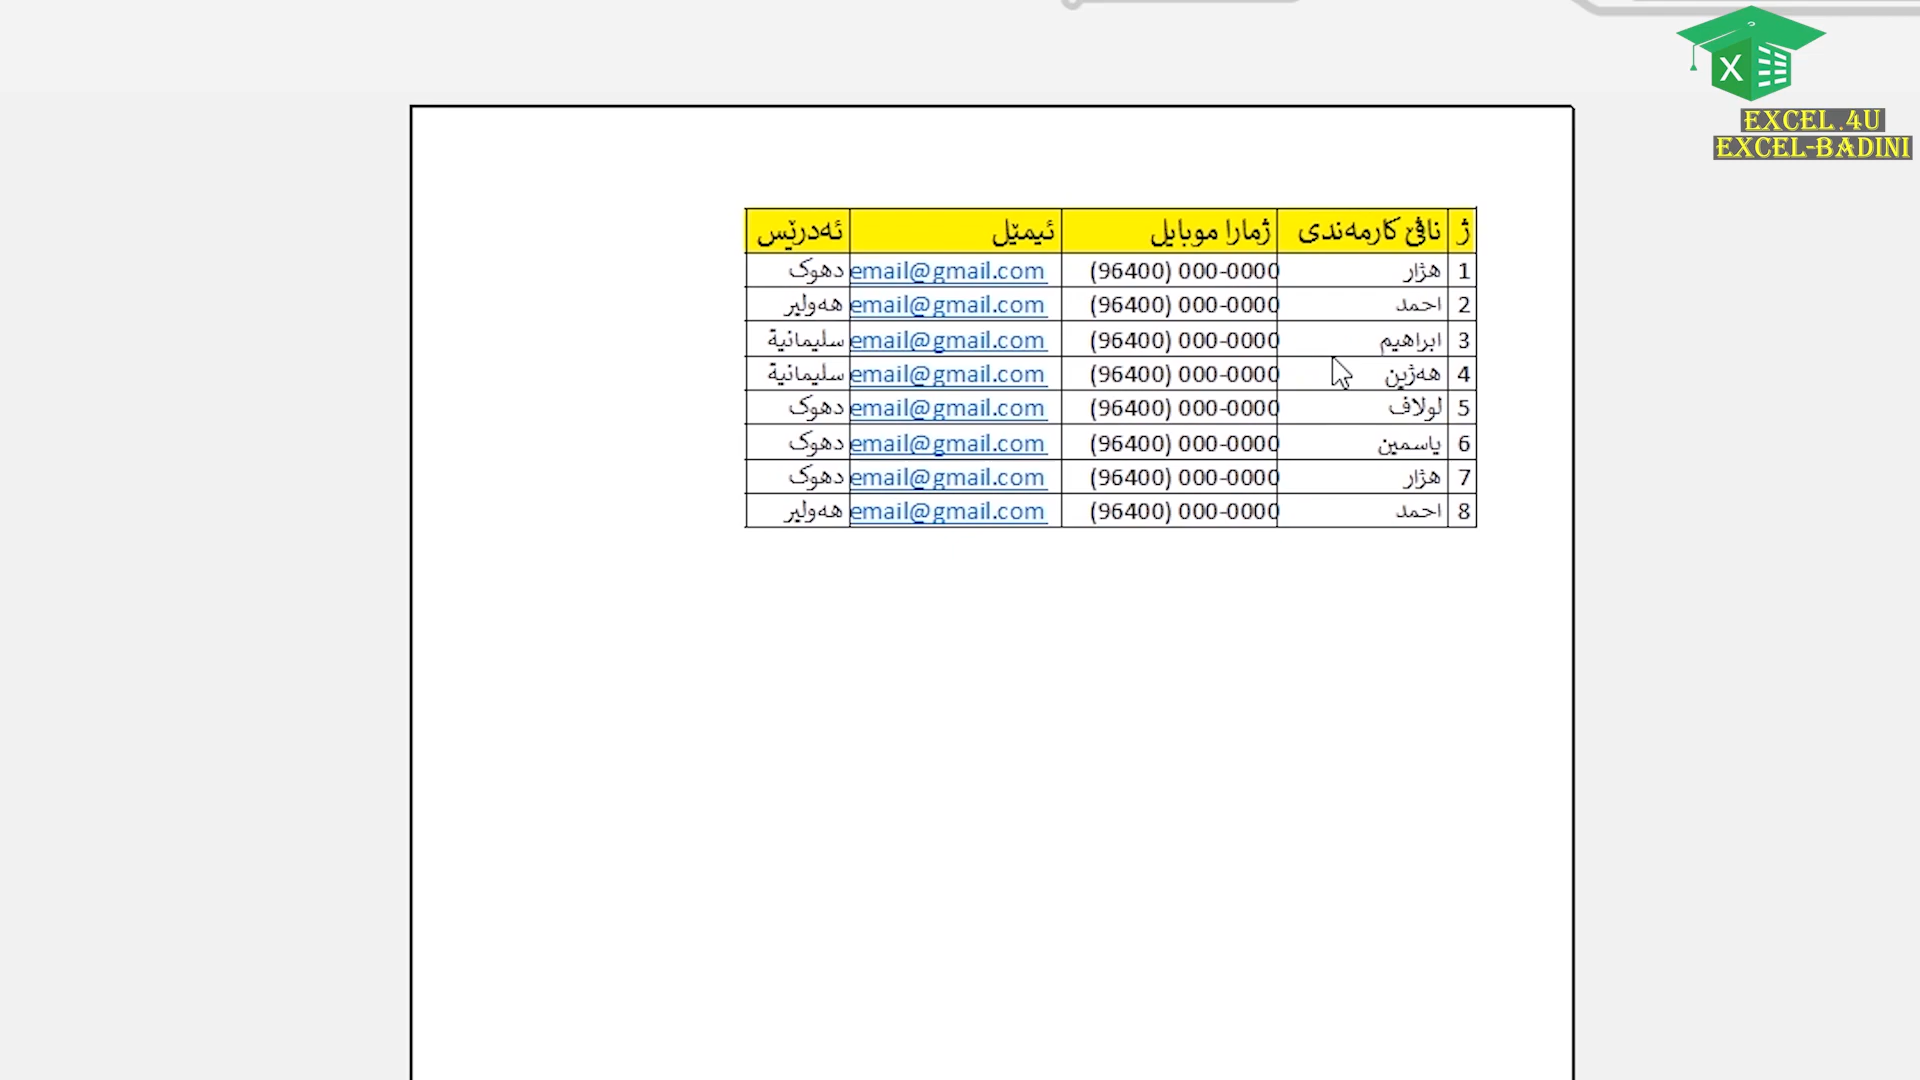 EXCEL.4U
EXCEL-BADINI
ژ ناڤێ کارمەندی ژمارا موبایل ئیمێل ئەدرێس
1 هژار (96400) 000-0000 email@gmail.com دهوک
2 احمد (96400) 000-0000 email@gmail.com هەولیر
3 ابراهیم (96400) 000-0000 email@gmail.com سلیمانیة
4 هەژین (96400) 000-0000 email@gmail.com سلیمانیة
5 لولاف (96400) 000-0000 email@gmail.com دهوک
6 یاسمین (96400) 000-0000 email@gmail.com دهوک
7 هژار (96400) 000-0000 email@gmail.com دهوک
8 احمد (96400) 000-0000 email@gmail.com هەولیر